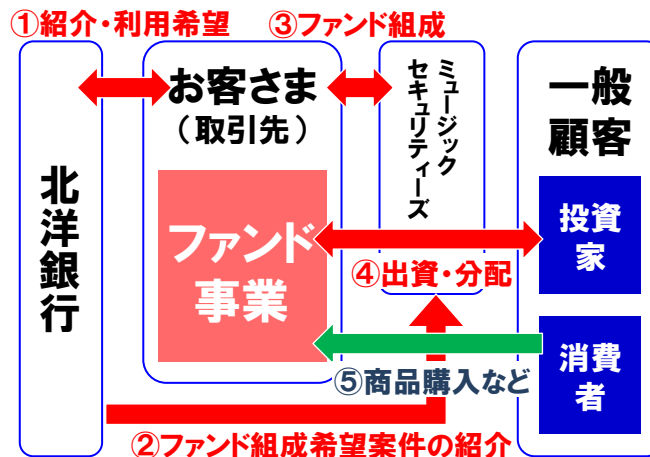 ①紹介・利用希望
③ファンド組成
北洋銀行
お客さま
（取引先）
ファンド
事業
ミュージック
セキュリティーズ
一般
顧客
投資
家
④出資・分配
消費
者
⑤商品購入など
②ファンド組成希望案件の紹介